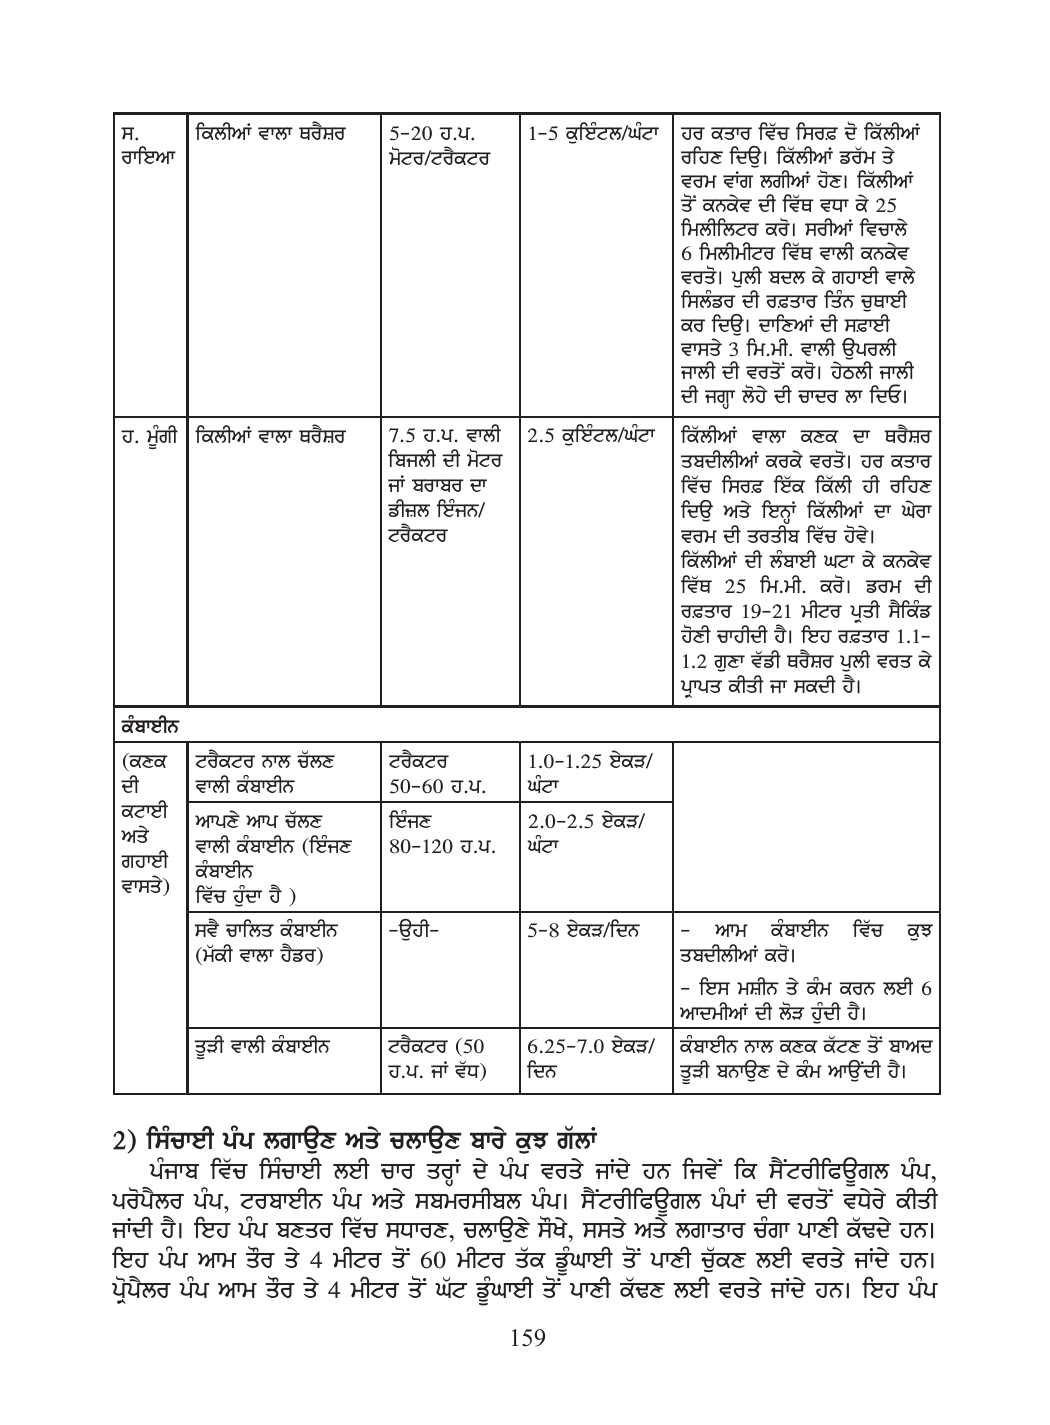 ਸ.
ਰਾਇਆ
ਕਿਲੀਆਂ ਵਾਲਾ ਥਰੈਸ਼ਰ
5-20 ਹ.ਪ.
ਮੋਟਰ/ਟਰੈਕਟਰ
1-5 ਕੁਇੰਟਲ/ਘੰਟਾ
ਹਰ ਕਤਾਰ ਵਿੱਚ ਸਿਰਫ਼ ਦੋ ਕਿੱਲੀਆਂ
ਰਹਿਣ ਦਿਉ। ਕਿੱਲੀਆਂ ਡਰੱਮ ਤੇ
ਵਰਮ ਵਾਂਗ ਲਗੀਆਂ ਹੋਣ। ਕਿੱਲੀਆਂ
ਤੋਂ ਕਨਕੇਵ ਦੀ ਵਿੱਥ ਵਧਾ ਕੇ 25
ਮਿਲੀਲਿਟਰ ਕਰੋ। ਸਰੀਆਂ ਵਿਚਾਲੇ
6 ਮਿਲੀਮੀਟਰ ਵਿੱਥ ਵਾਲੀ ਕਨਕੇਵ
ਵਰਤੋ। ਪੁਲੀ ਬਦਲ ਕੇ ਗਹਾਈ ਵਾਲੇ
ਸਿਲੰਡਰ ਦੀ ਰਫ਼ਤਾਰ ਤਿੰਨ ਚੁਥਾਈ
ਕਰ ਦਿਉ। ਦਾਣਿਆਂ ਦੀ ਸਫ਼ਾਈ
ਵਾਸਤੇ 3 ਮਿ.ਮੀ. ਵਾਲੀ ਉਪਰਲੀ
ਜਾਲੀ ਦੀ ਵਰਤੋਂ ਕਰੋ। ਹੇਠਲੀ ਜਾਲੀ
ਦੀ ਜਗ੍ਹਾ ਲੋਹੇ ਦੀ ਚਾਦਰ ਲਾ ਦਿਓ।
ਹ. ਮੂੰਗੀ
ਕਿਲੀਆਂ ਵਾਲਾ ਥਰੈਸ਼ਰ
7.5 ਹ.ਪ. ਵਾਲੀ
ਬਿਜਲੀ ਦੀ ਮੋਟਰ
ਜਾਂ ਬਰਾਬਰ ਦਾ
ਡੀਜ਼ਲ ਇੰਜਨ/
ਟਰੈਕਟਰ
2.5 ਕੁਇੰਟਲ/ਘੰਟਾ
ਕਿੱਲੀਆਂ ਵਾਲਾ ਕਣਕ ਦਾ ਥਰੈਸ਼ਰ
ਤਬਦੀਲੀਆਂ ਕਰਕੇ ਵਰਤੋ। ਹਰ ਕਤਾਰ
ਵਿੱਚ ਸਿਰਫ਼ ਇੱਕ ਕਿੱਲੀ ਹੀ ਰਹਿਣ
ਦਿਉ ਅਤੇ ਇਨ੍ਹਾਂ ਕਿੱਲੀਆਂ ਦਾ ਘੇਰਾ
ਵਰਮ ਦੀ ਤਰਤੀਬ ਵਿੱਚ ਹੋਵੇ।
ਕਿੱਲੀਆਂ ਦੀ ਲੰਬਾਈ ਘਟਾ ਕੇ ਕਨਕੇਵ
ਵਿੱਥ 25 ਮਿ.ਮੀ. ਕਰੋ। ਡਰਮ ਦੀ
ਰਫ਼ਤਾਰ 19-21 ਮੀਟਰ ਪ੍ਰਤੀ ਸੈਕਿੰਡ
ਹੋਣੀ ਚਾਹੀਦੀ ਹੈ। ਇਹ ਰਫ਼ਤਾਰ 1.1-
1.2 ਗੁਣਾ ਵੱਡੀ ਥਰੈਸ਼ਰ ਪੁਲੀ ਵਰਤ ਕੇ
ਪ੍ਰਾਪਤ ਕੀਤੀ ਜਾ ਸਕਦੀ ਹੈ।
ਕੰਬਾਈਨ
(ਕਣਕ
ਦੀ
ਕਟਾਈ
ਅਤੇ
ਗਹਾਈ
ਵਾਸਤੇ)
ਟਰੈਕਟਰ ਨਾਲ ਚੱਲਣ
ਵਾਲੀ ਕੰਬਾਈਨ
ਟਰੈਕਟਰ
50-60 ਹ.ਪ.
1.0-1.25 ਏਕੜ/
ਘੰਟਾ
ਆਪਣੇ ਆਪ ਚੱਲਣ
ਵਾਲੀ ਕੰਬਾਈਨ (ਇੰਜਣ
ਕੰਬਾਈਨ
ਵਿੱਚ ਹੁੰਦਾ ਹੈ )
ਇੰਜਣ
80-120 ਹ.ਪ.
2.0-2.5 ਏਕੜ/
ਘੰਟਾ
ਸਵੈ ਚਾਲਿਤ ਕੰਬਾਈਨ
(ਮੱਕੀ ਵਾਲਾ ਹੈਡਰ)
-ਉਹੀ-
5-8 ਏਕੜ/ਦਿਨ
- ਆਮ ਕੰਬਾਈਨ ਵਿੱਚ ਕੁਝ
ਤਬਦੀਲੀਆਂ ਕਰੋ।
- ਇਸ ਮਸ਼ੀਨ ਤੇ ਕੰਮ ਕਰਨ ਲਈ 6
ਆਦਮੀਆਂ ਦੀ ਲੋੜ ਹੁੰਦੀ ਹੈ।
ਤੂੜੀ ਵਾਲੀ ਕੰਬਾਈਨ
ਟਰੈਕਟਰ (50
ਹ.ਪ. ਜਾਂ ਵੱਧ)
6.25-7.0 ਏਕੜ/
ਦਿਨ
ਕੰਬਾਈਨ ਨਾਲ ਕਣਕ ਕੱਟਣ ਤੋਂ ਬਾਅਦ
ਤੂੜੀ ਬਨਾਉਣ ਦੇ ਕੰਮ ਆਉਂਦੀ ਹੈ।
2) ਸਿੰਚਾਈ ਪੰਪ ਲਗਾਉਣ ਅਤੇ ਚਲਾਉਣ ਬਾਰੇ ਕੁਝ ਗੱਲਾਂ
ਪੰਜਾਬ ਵਿੱਚ ਸਿੰਚਾਈ ਲਈ ਚਾਰ ਤਰ੍ਹਾਂ ਦੇ ਪੰਪ ਵਰਤੇ ਜਾਂਦੇ ਹਨ ਜਿਵੇਂ ਕਿ ਸੈਂਟਰੀਫਿਊਗਲ ਪੰਪ,
ਪਰੋਪੈਲਰ ਪੰਪ, ਟਰਬਾਈਨ ਪੰਪ ਅਤੇ ਸਬਮਰਸੀਬਲ ਪੰਪ। ਸੈਂਟਰੀਫਿਊਗਲ ਪੰਪਾਂ ਦੀ ਵਰਤੋਂ ਵਧੇਰੇ ਕੀਤੀ
ਜਾਂਦੀ ਹੈ। ਇਹ ਪੰਪ ਬਣਤਰ ਵਿੱਚ ਸਧਾਰਣ, ਚਲਾਉਣੇ ਸੌਖੇ, ਸਸਤੇ ਅਤੇ ਲਗਾਤਾਰ ਚੰਗਾ ਪਾਣੀ ਕੱਢਦੇ ਹਨ।
ਇਹ ਪੰਪ ਆਮ ਤੌਰ ਤੇ 4 ਮੀਟਰ ਤੋਂ 60 ਮੀਟਰ ਤੱਕ ਡੂੰਘਾਈ ਤੋਂ ਪਾਣੀ ਚੁੱਕਣ ਲਈ ਵਰਤੇ ਜਾਂਦੇ ਹਨ।
ਪ੍ਰੋਪੈਲਰ ਪੰਪ ਆਮ ਤੌਰ ਤੇ 4 ਮੀਟਰ ਤੋਂ ਘੱਟ ਡੂੰਘਾਈ ਤੋਂ ਪਾਣੀ ਕੱਢਣ ਲਈ ਵਰਤੇ ਜਾਂਦੇ ਹਨ। ਇਹ ਪੰਪ
159